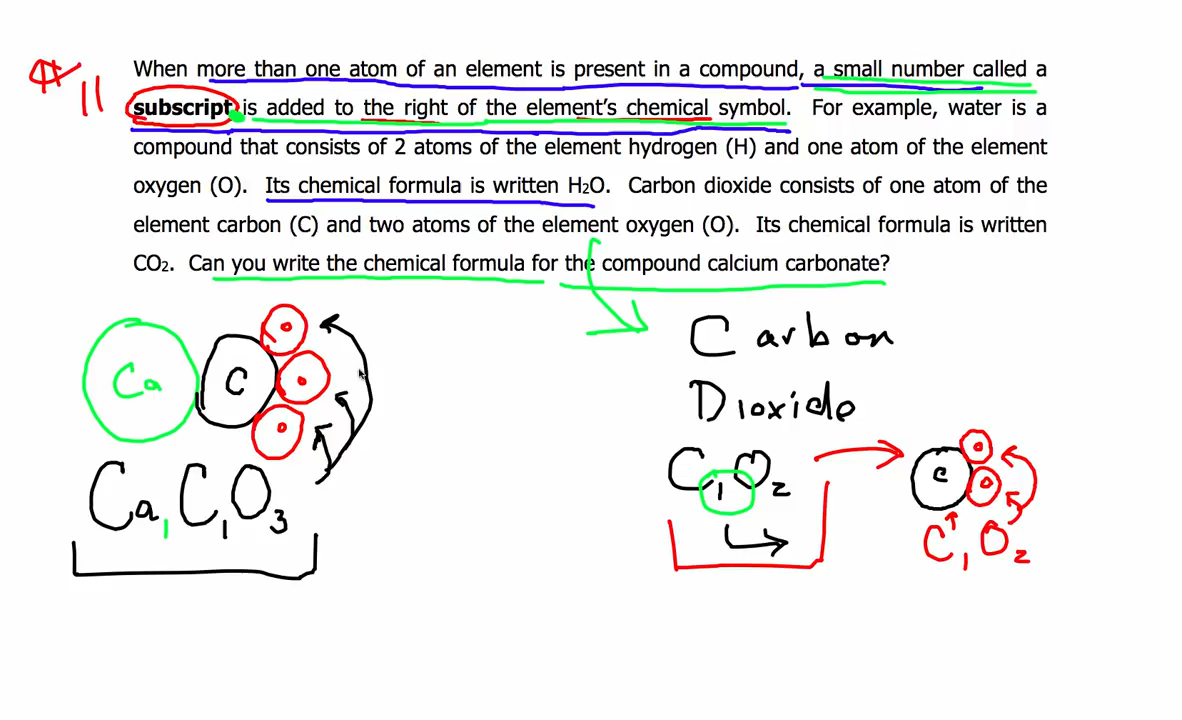 # 11
When more than one atom of an element is present in a compound, a small number called a
subscript is added to the right of the element's chemical symbol. For example, water is a
compound that consists of 2 atoms of the element hydrogen (H) and one atom of the element
oxygen (O). Its chemical formula is written H₂O. Carbon dioxide consists of one atom of the
element carbon (C) and two atoms of the element oxygen (O). Its chemical formula is written
CO₂. Can you write the chemical formula for the compound calcium carbonate?
Ca C
Ca₁C₁O₃
Carbon
Dioxide
C₁O₂
C
C₁O₂